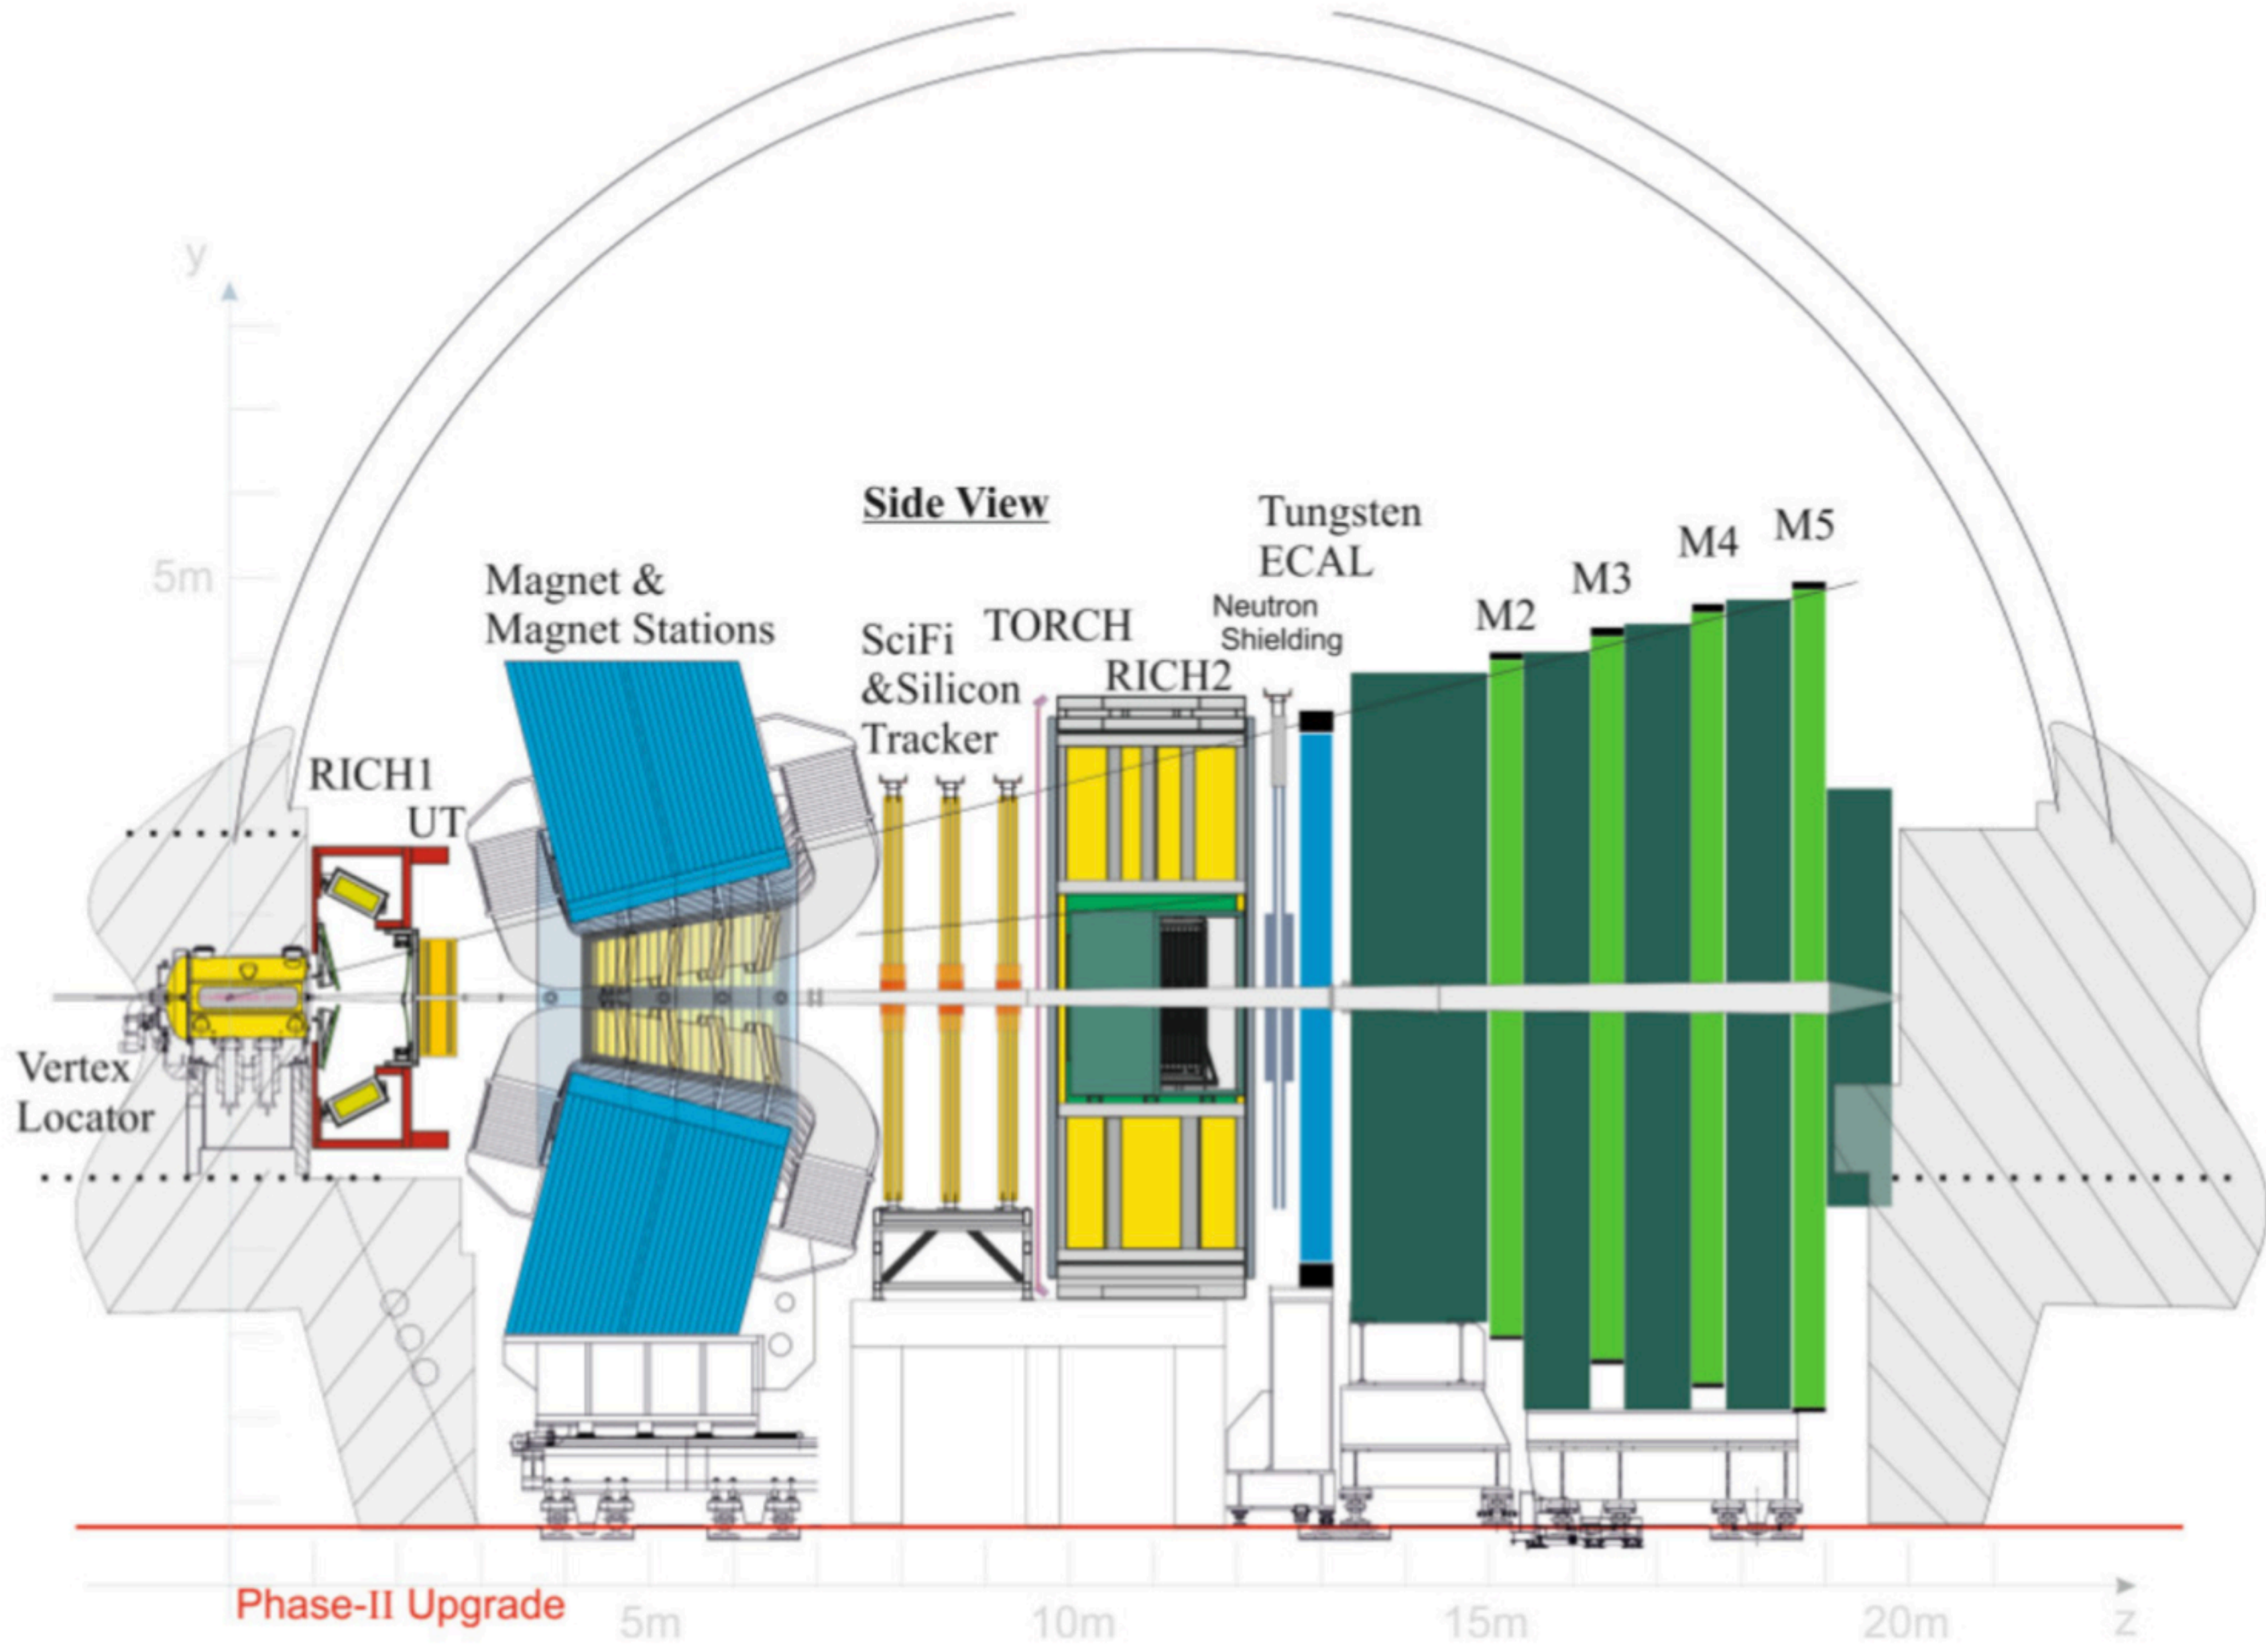 y
5m
Side View
Magnet &
Magnet Stations
SciFi
&Silicon
Tracker
TORCH
RICH2
Tungsten
ECAL
Neutron
Shielding
M2
M3
M4
M5
RICH1
UT
Vertex
Locator
Phase-II Upgrade
5m
10m
15m
20m
z